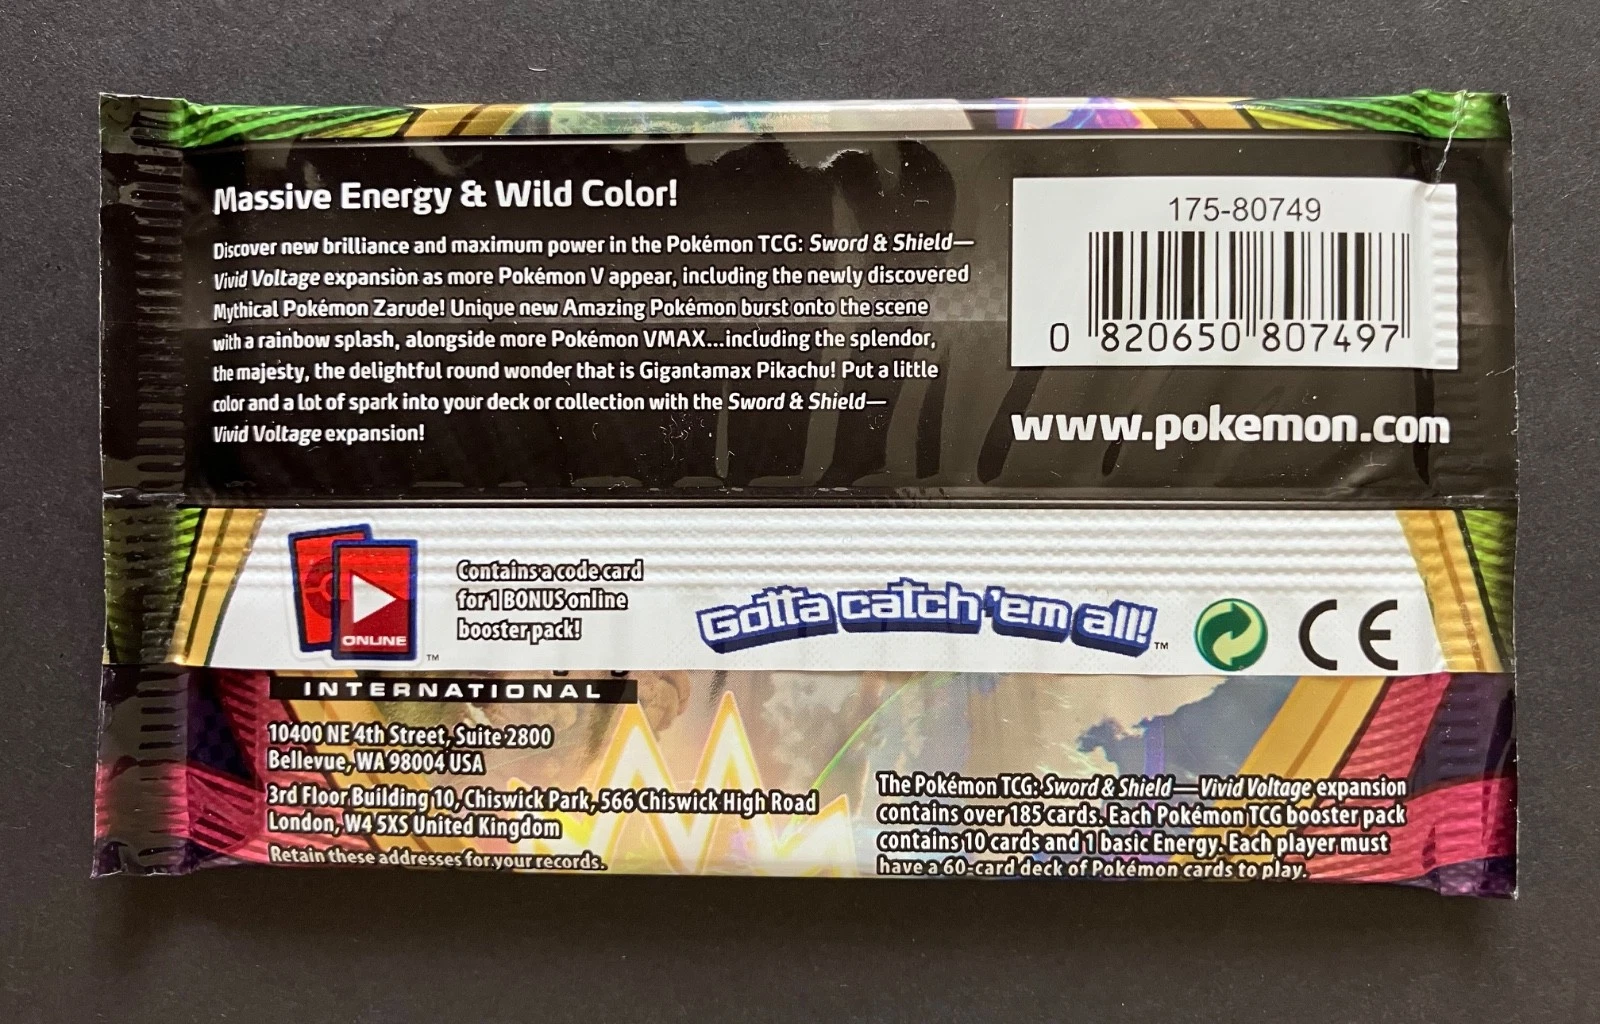 Massive Energy & Wild Color!
Discover new brilliance and maximum power in the Pokémon TCG: Sword & Shield—
Vivid Voltage expansion as more Pokémon V appear, including the newly discovered
Mythical Pokémon Zarude! Unique new Amazing Pokémon burst onto the scene
with a rainbow splash, alongside more Pokémon VMAX...including the splendor,
the majesty, the delightful round wonder that is Gigantamax Pikachu! Put a little
color and a lot of spark into your deck or collection with the Sword & Shield—
Vivid Voltage expansion!
175-80749
0 820650 807497
www.pokemon.com
ONLINE
TM
Contains a code card
for 1 BONUS online
booster pack!
Gotta catch 'em all!
TM
CE
INTERNATIONAL
10400 NE 4th Street, Suite 2800
Bellevue, WA 98004 USA
3rd Floor Building 10, Chiswick Park, 566 Chiswick High Road
London, W4 5XS United Kingdom
Retain these addresses for your records.
The Pokémon TCG: Sword & Shield—Vivid Voltage expansion
contains over 185 cards. Each Pokémon TCG booster pack
contains 10 cards and 1 basic Energy. Each player must
have a 60-card deck of Pokémon cards to play.